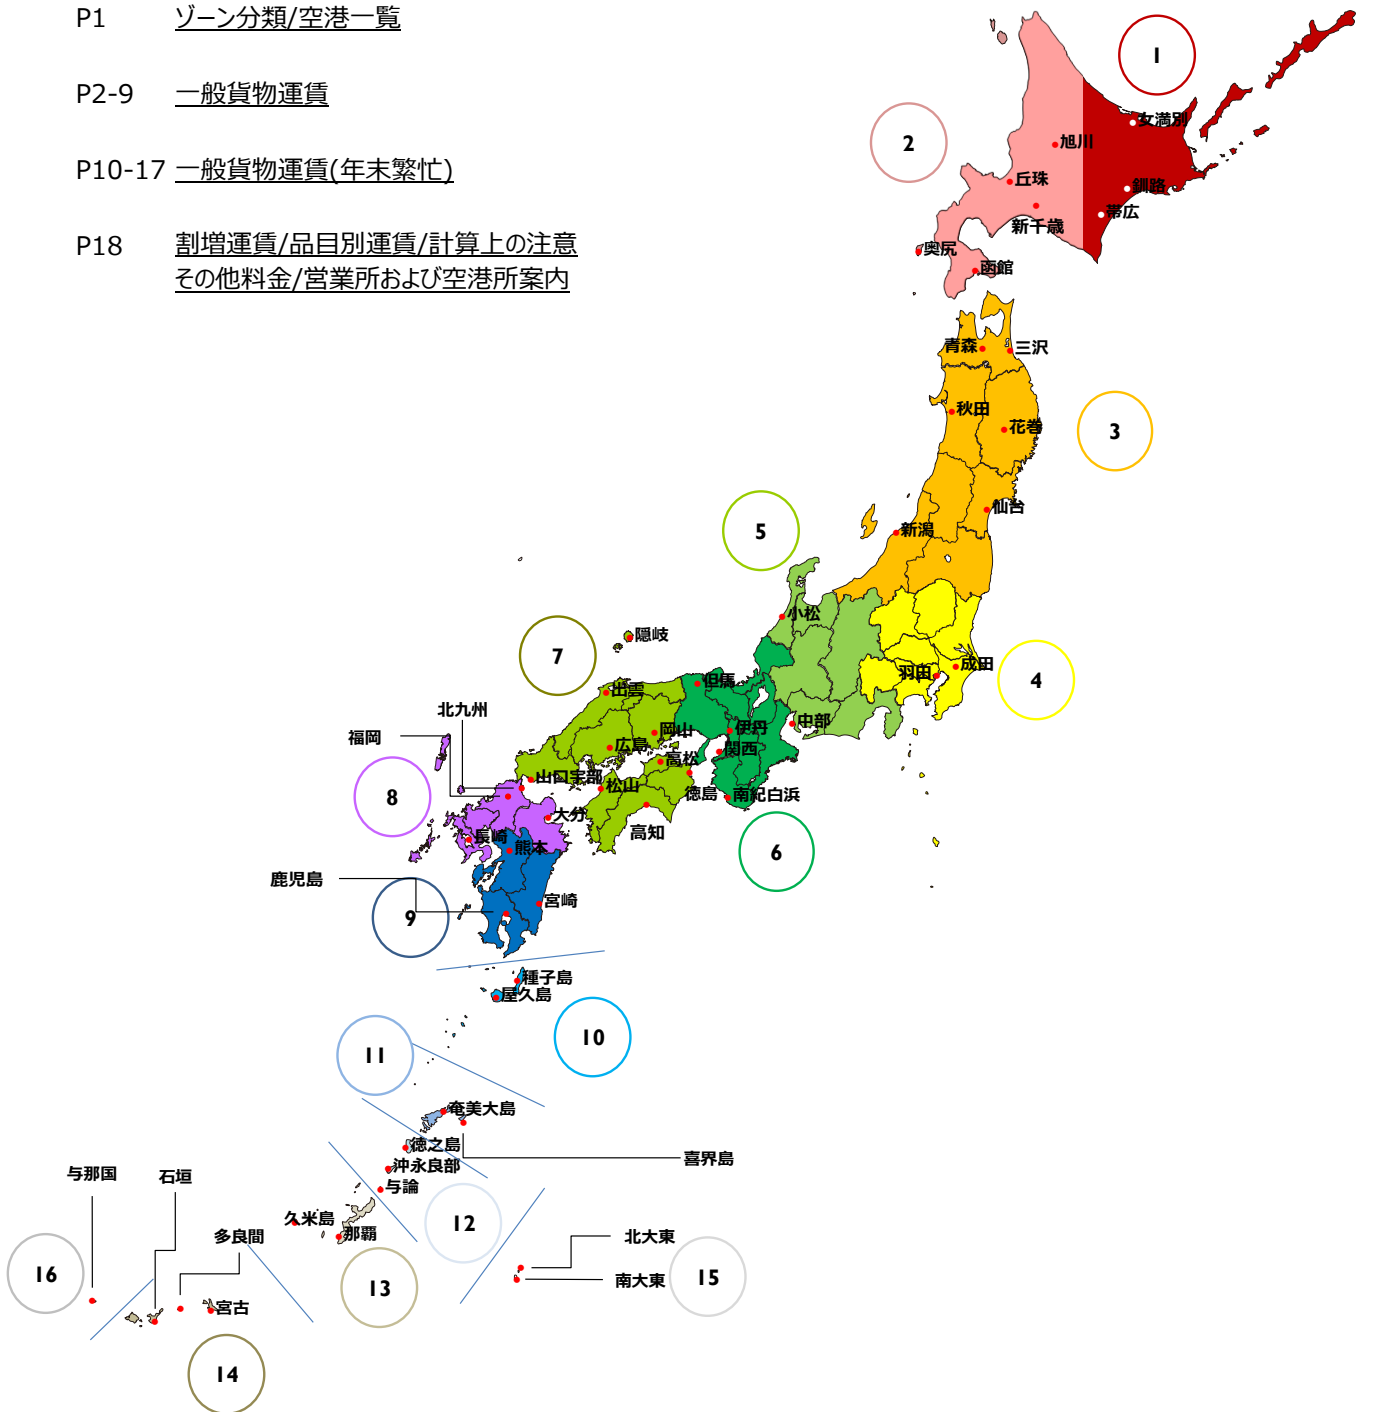 P1 ゾーン分類/空港一覧
P2-9 一般貨物運賃
P10-17 一般貨物運賃(年末繁忙)
P18 割増運賃/品目別運賃/計算上の注意
その他料金/営業所および空港所案内
1
女満別
2
旭川
丘珠
釧路
帯広
新千歳
奥尻
函館
青森
三沢
秋田
花巻
3
仙台
新潟
5
小松
隠岐
7
成田
羽田
4
但馬
出雲
北九州
中部
伊丹
岡山
福岡
広島
関西
高松
山口宇部
松山
徳島
南紀白浜
8
大分
高知
長崎
熊本
6
鹿児島
宮崎
9
種子島
屋久島
10
11
奄美大島
徳之島
喜界島
沖永良部
与那国
石垣
与論
久米島
12
那覇
多良間
北大東
16
南大東
15
13
宮古
14